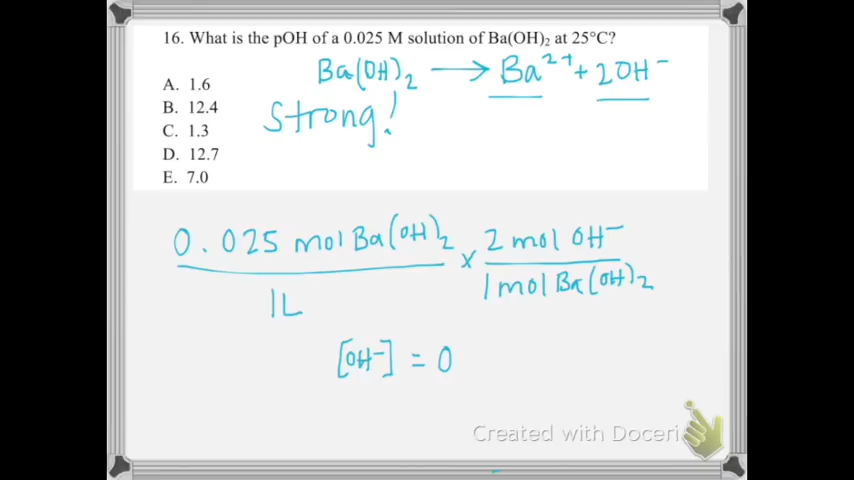 16. What is the pOH of a 0.025 M solution of Ba(OH)₂ at 25°C?
Ba(OH)₂ ⟶ Ba²⁺ + 2OH⁻
A. 1.6
B. 12.4
Strong!
C. 1.3
D. 12.7
E. 7.0
0.025 mol Ba(OH)₂ × 2 mol OH⁻
1L 1 mol Ba(OH)₂
[OH⁻] = 0
Created with Doceri